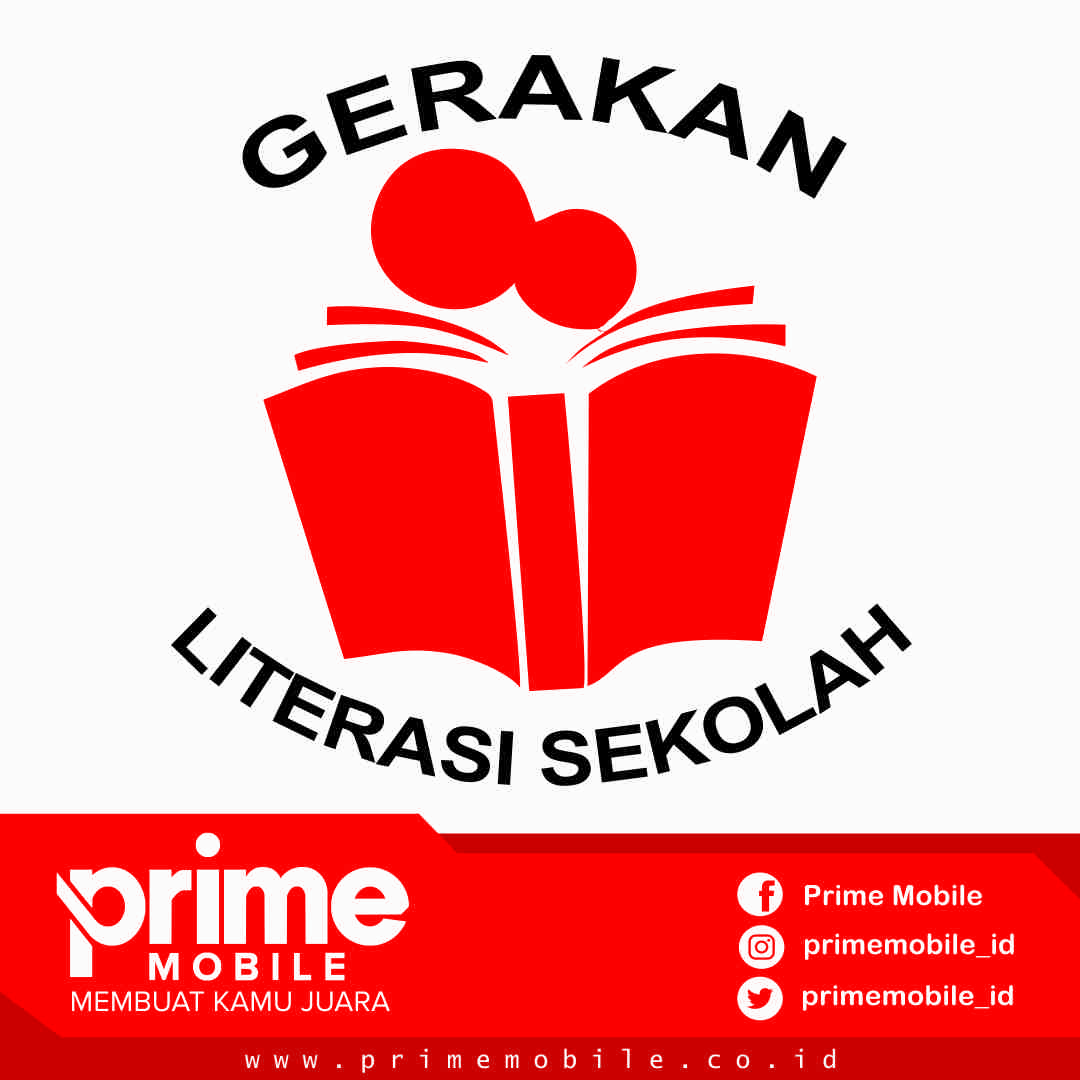 GERAKAN
LITERASI SEKOLAH
prime
MOBILE
MEMBUAT KAMU JUARA
Prime Mobile
primemobile_id
primemobile_id
www.primemobile.co.id